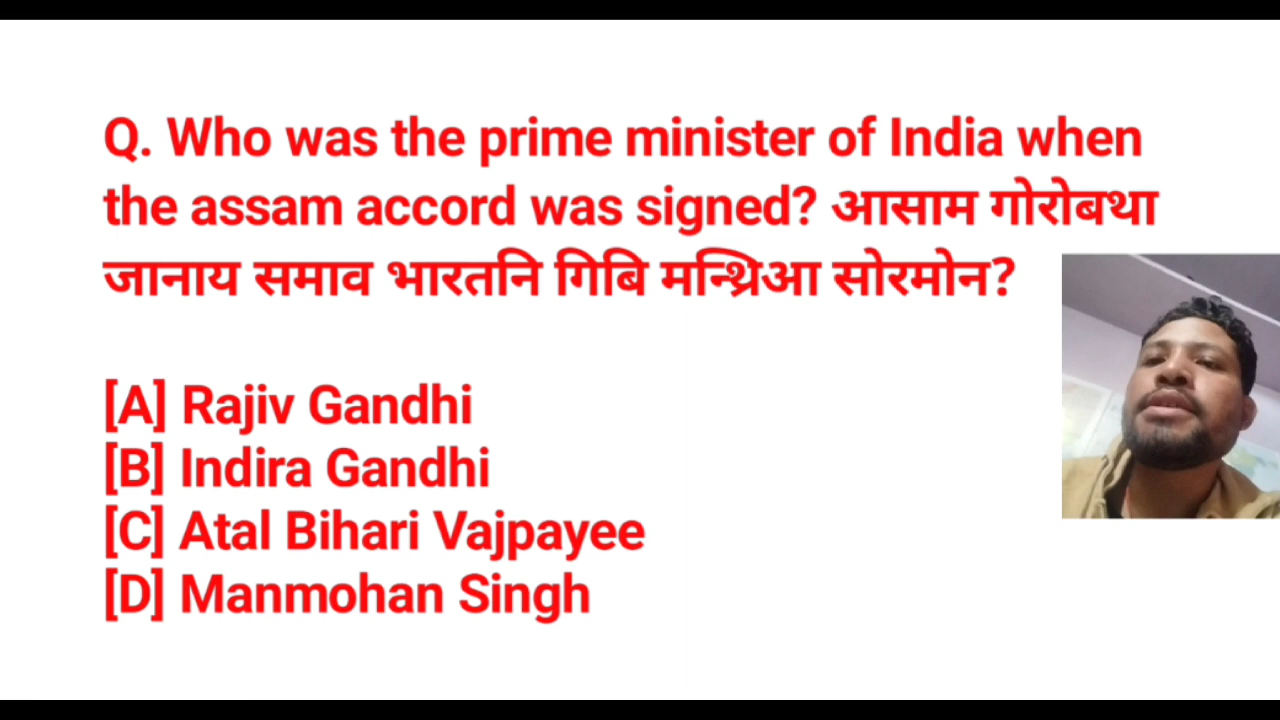 Q. Who was the prime minister of India when
the assam accord was signed? आसाम गोरोबथा
जानाय समाव भारतनि गिबि मन्थ्रिआ सोरमोन?
[A] Rajiv Gandhi
[B] Indira Gandhi
[C] Atal Bihari Vajpayee
[D] Manmohan Singh